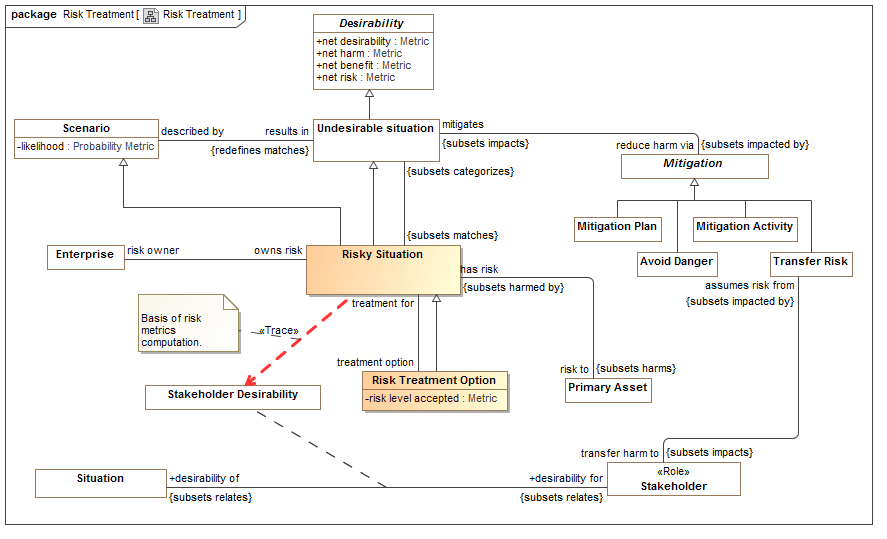 package Risk Treatment [ Risk Treatment ]
Desirability
+net desirability : Metric
+net harm : Metric
+net benefit : Metric
+net risk : Metric
Scenario
-likelihood : Probability Metric
described by
results in
{redefines matches}
Undesirable situation
mitigates
{subsets impacts}
reduce harm via
{subsets impacted by}
Mitigation
{subsets categorizes}
{subsets matches}
Mitigation Plan
Mitigation Activity
Avoid Danger
Transfer Risk
Enterprise
risk owner
owns risk
Risky Situation
has risk
{subsets harmed by}
assumes risk from
{subsets impacted by}
treatment for
Basis of risk
metrics
computation.
«Trace»
treatment option
risk to
{subsets harms}
Risk Treatment Option
-risk level accepted : Metric
Primary Asset
Stakeholder Desirability
transfer harm to
{subsets impacts}
Situation
+desirability of
{subsets relates}
+desirability for
{subsets relates}
«Role»
Stakeholder